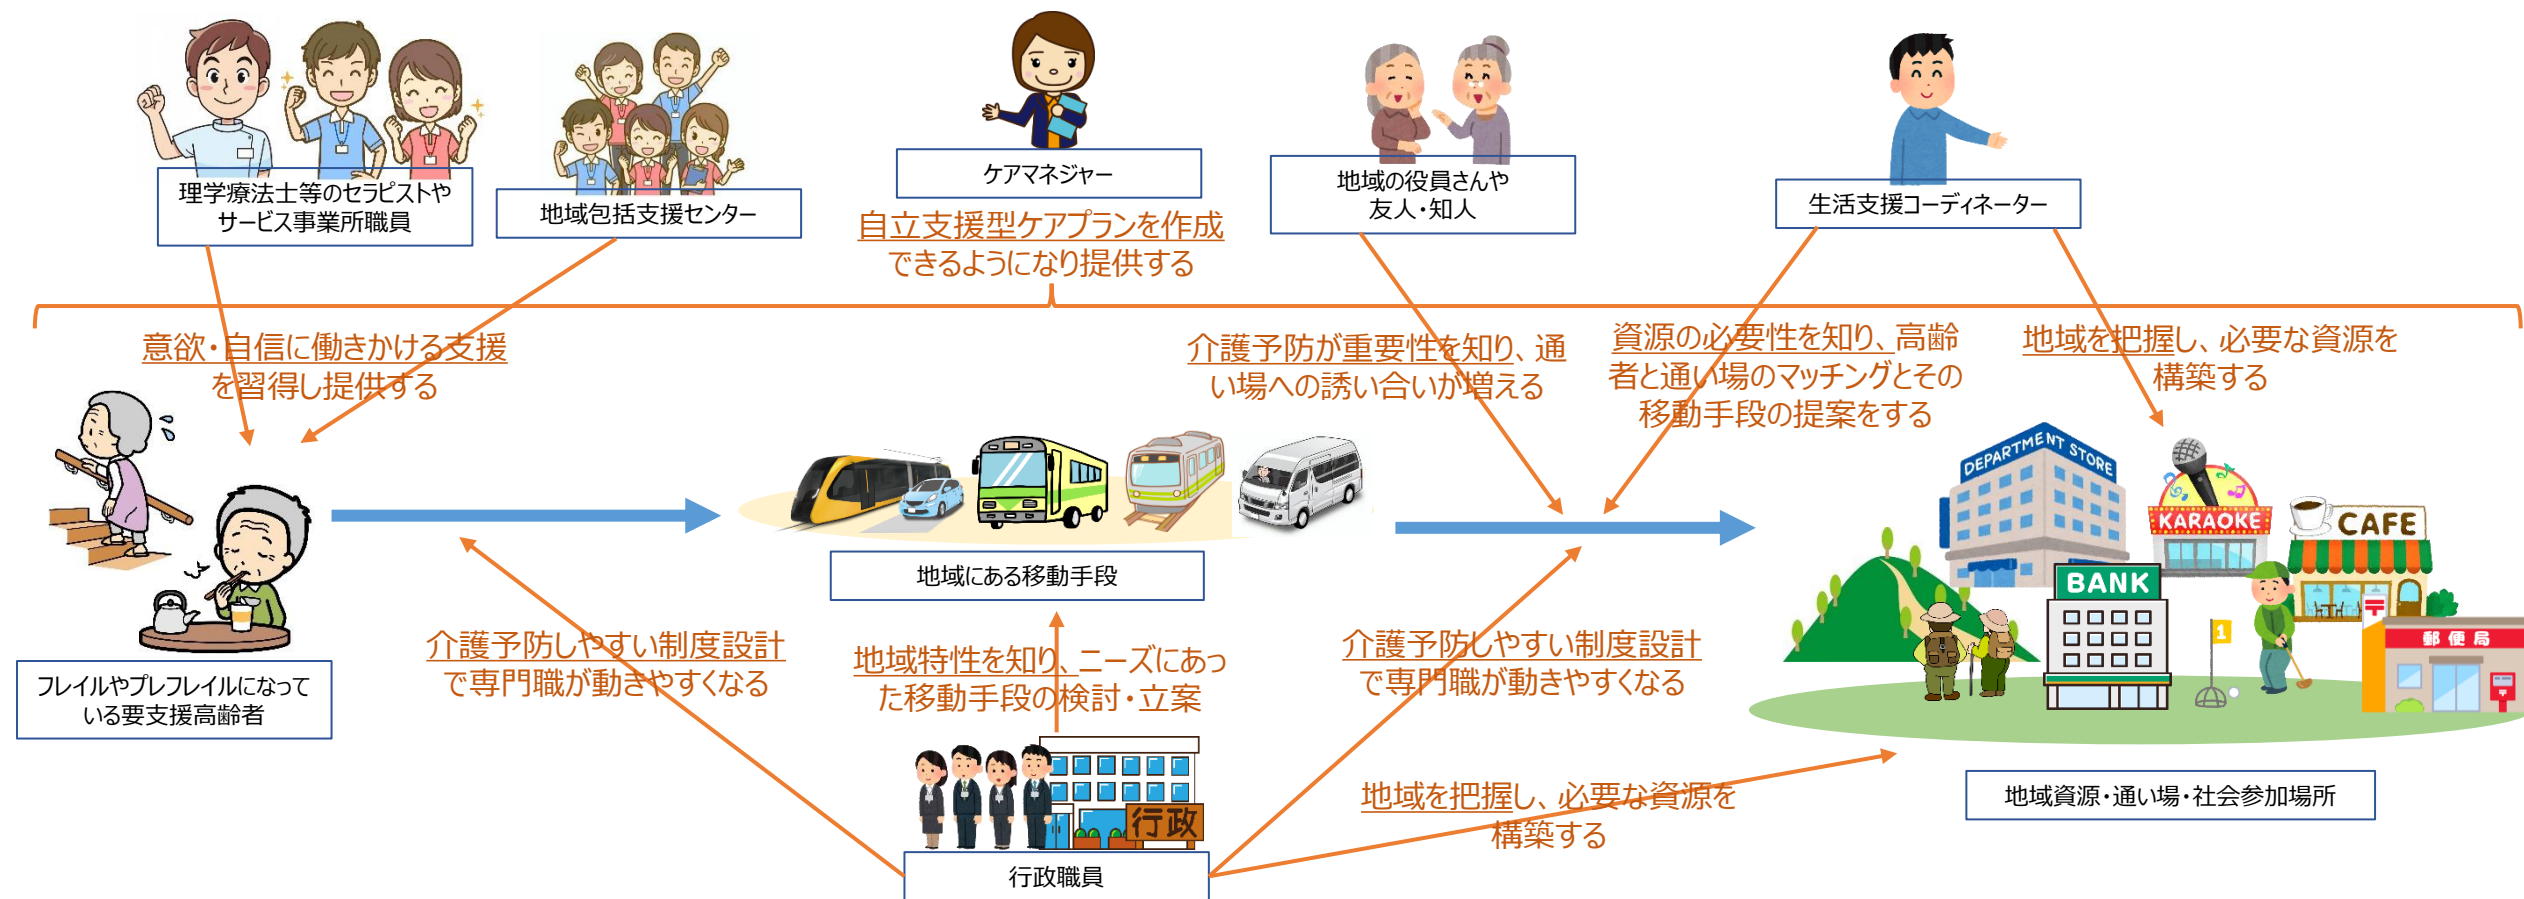 理学療法士等のセラピストや
サービス事業所職員
地域包括支援センター
ケアマネジャー
地域の役員さんや
友人・知人
生活支援コーディネーター
自立支援型ケアプランを作成
できるようになり提供する
意欲・自信に働きかける支援
を習得し提供する
介護予防が重要性を知り、通
い場への誘い合いが増える
資源の必要性を知り、高齢
者と通い場のマッチングとその
移動手段の提案をする
地域を把握し、必要な資源を
構築する
DEPARTMENT STORE
KARAOKE
CAFE
BANK
1
郵便局
地域にある移動手段
フレイルやプレフレイルになって
いる要支援高齢者
介護予防しやすい制度設計
で専門職が動きやすくなる
地域特性を知り、ニーズにあっ
た移動手段の検討・立案
介護予防しやすい制度設計
で専門職が動きやすくなる
地域を把握し、必要な資源を
構築する
地域資源・通い場・社会参加場所
行政
行政職員